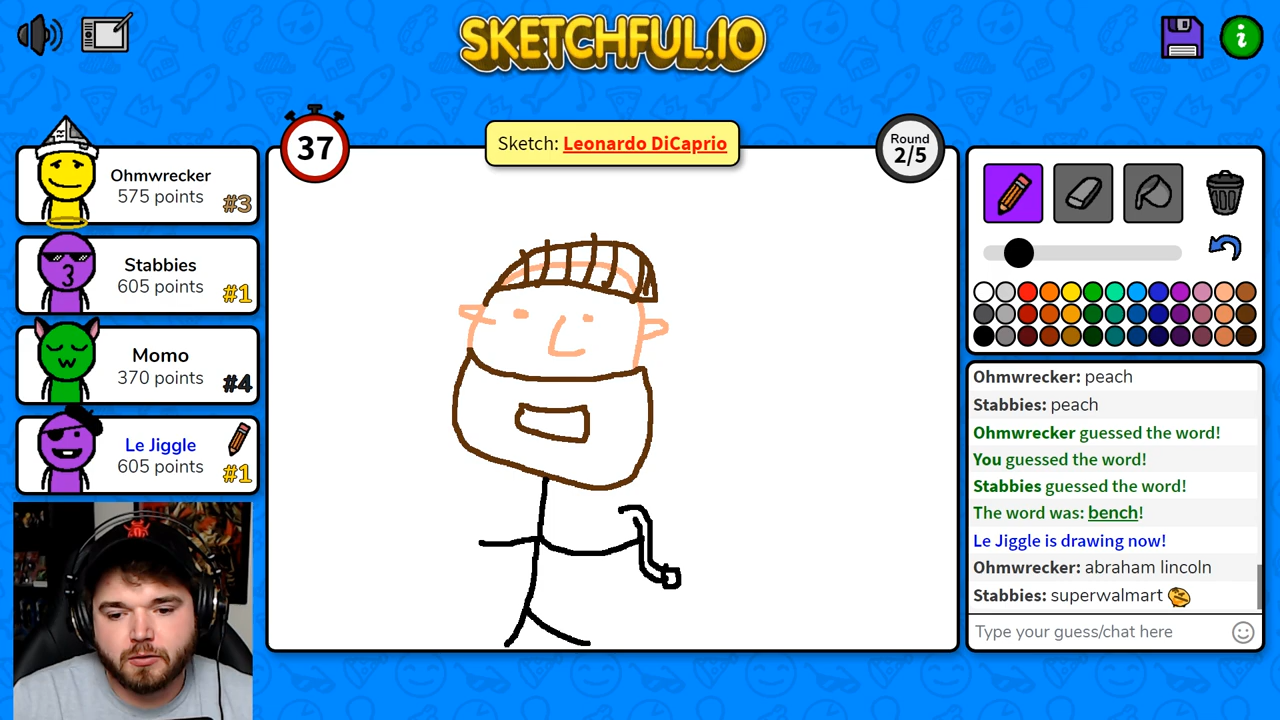 SKETCHFUL.IO
37
Sketch: Leonardo DiCaprio
Round
2/5
Ohmwrecker
575 points
#3
Stabbies
605 points
#1
Momo
370 points
#4
Le Jiggle
605 points
#1
Ohmwrecker: peach
Stabbies: peach
Ohmwrecker guessed the word!
You guessed the word!
Stabbies guessed the word!
The word was: bench!
Le Jiggle is drawing now!
Ohmwrecker: abraham lincoln
Stabbies: superwalmart
Type your guess/chat here